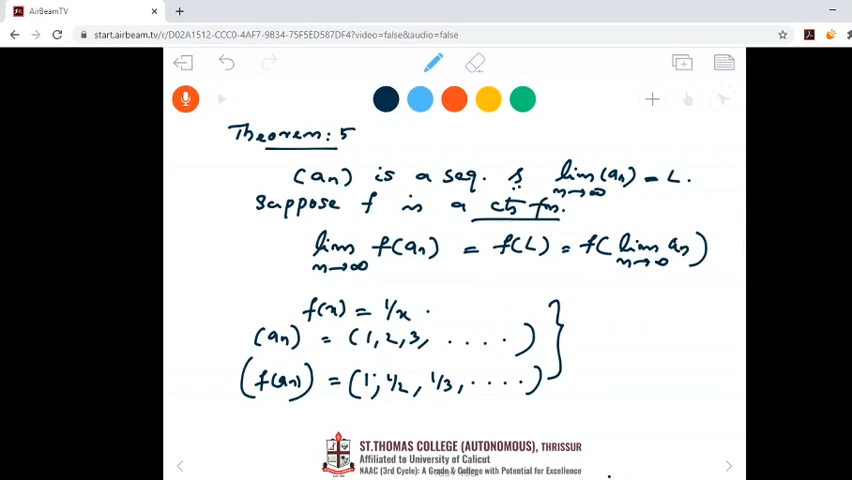 AirBeamTV
start.airbeam.tv/r/D02A1512-CCC0-4AF7-9834-75F5ED587DF4?video=false&audio=false
Theorem: 5
(an) is a seq. & lim n→∞ (an) = L.
Suppose f is a cts fn.
lim n→∞ f(an) = f(L) = f(lim n→∞ an)
f(x) = 1/x .
(an) = (1, 2, 3, . . . . .)
(f(an)) = (1, 1/2, 1/3, . . . . .)
ST.THOMAS COLLEGE (AUTONOMOUS), THRISSUR
Affiliated to University of Calicut
NAAC (3rd Cycle): A Grade & College with Potential for Excellence